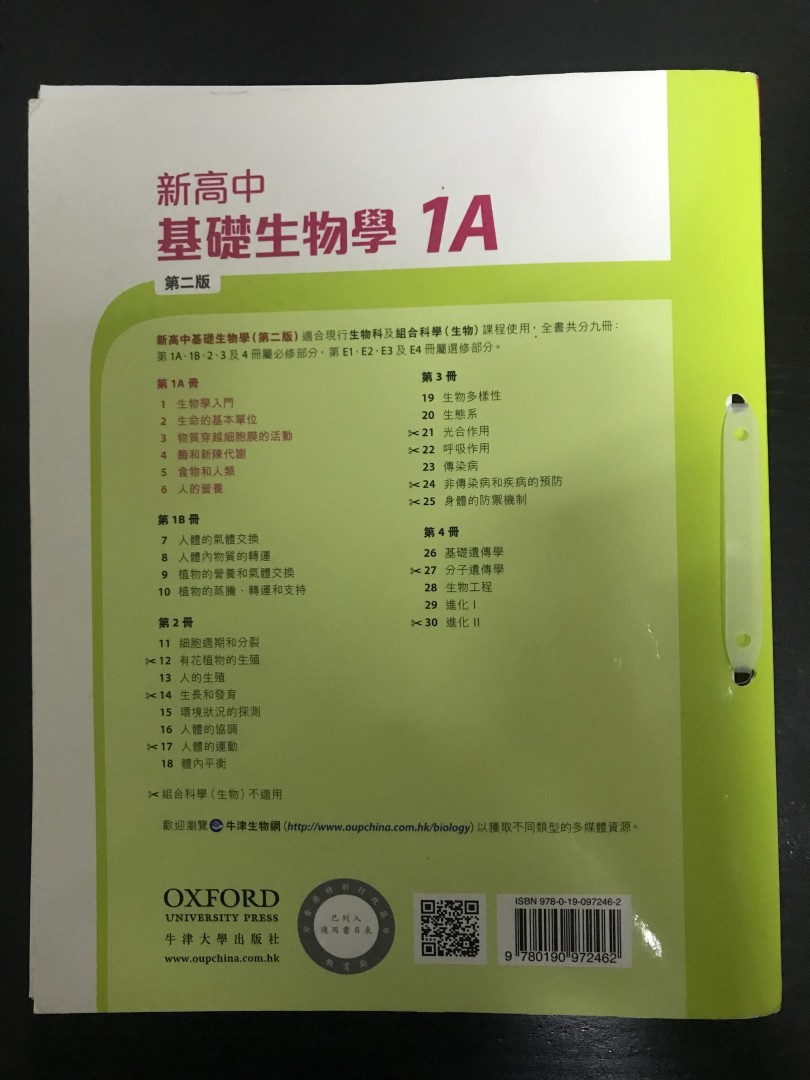 新高中
基礎生物學 1A
第二版
新高中基礎生物學(第二版)適合現行生物科及組合科學(生物)課程使用，全書共分九冊：
第 1A、1B、2、3 及 4 冊屬必修部分，第 E1、E2、E3 及 E4 冊屬選修部分。
第 1A 冊
1 生物學入門
2 生命的基本單位
3 物質穿越細胞膜的活動
4 酶和新陳代謝
5 食物和人類
6 人的營養
第 1B 冊
7 人體的氣體交換
8 人體內物質的轉運
9 植物的營養和氣體交換
10 植物的蒸騰、轉運和支持
第 2 冊
11 細胞週期和分裂
✂12 有花植物的生殖
13 人的生殖
✂14 生長和發育
15 環境狀況的探測
16 人體的協調
✂17 人體的運動
18 體內平衡
第 3 冊
19 生物多樣性
20 生態系
✂21 光合作用
✂22 呼吸作用
23 傳染病
✂24 非傳染病和疾病的預防
✂25 身體的防禦機制
第 4 冊
26 基礎遺傳學
✂27 分子遺傳學
28 生物工程
29 進化 I
✂30 進化 II
✂組合科學(生物)不適用
歡迎瀏覽 牛津生物網(http://www.oupchina.com.hk/biology)以獲取不同類型的多媒體資源。
OXFORD
UNIVERSITY PRESS
牛津大學出版社
www.oupchina.com.hk
香港特別行政區
已列入
適用書目表
教育局
ISBN 978-0-19-097246-2
9 780190 972462